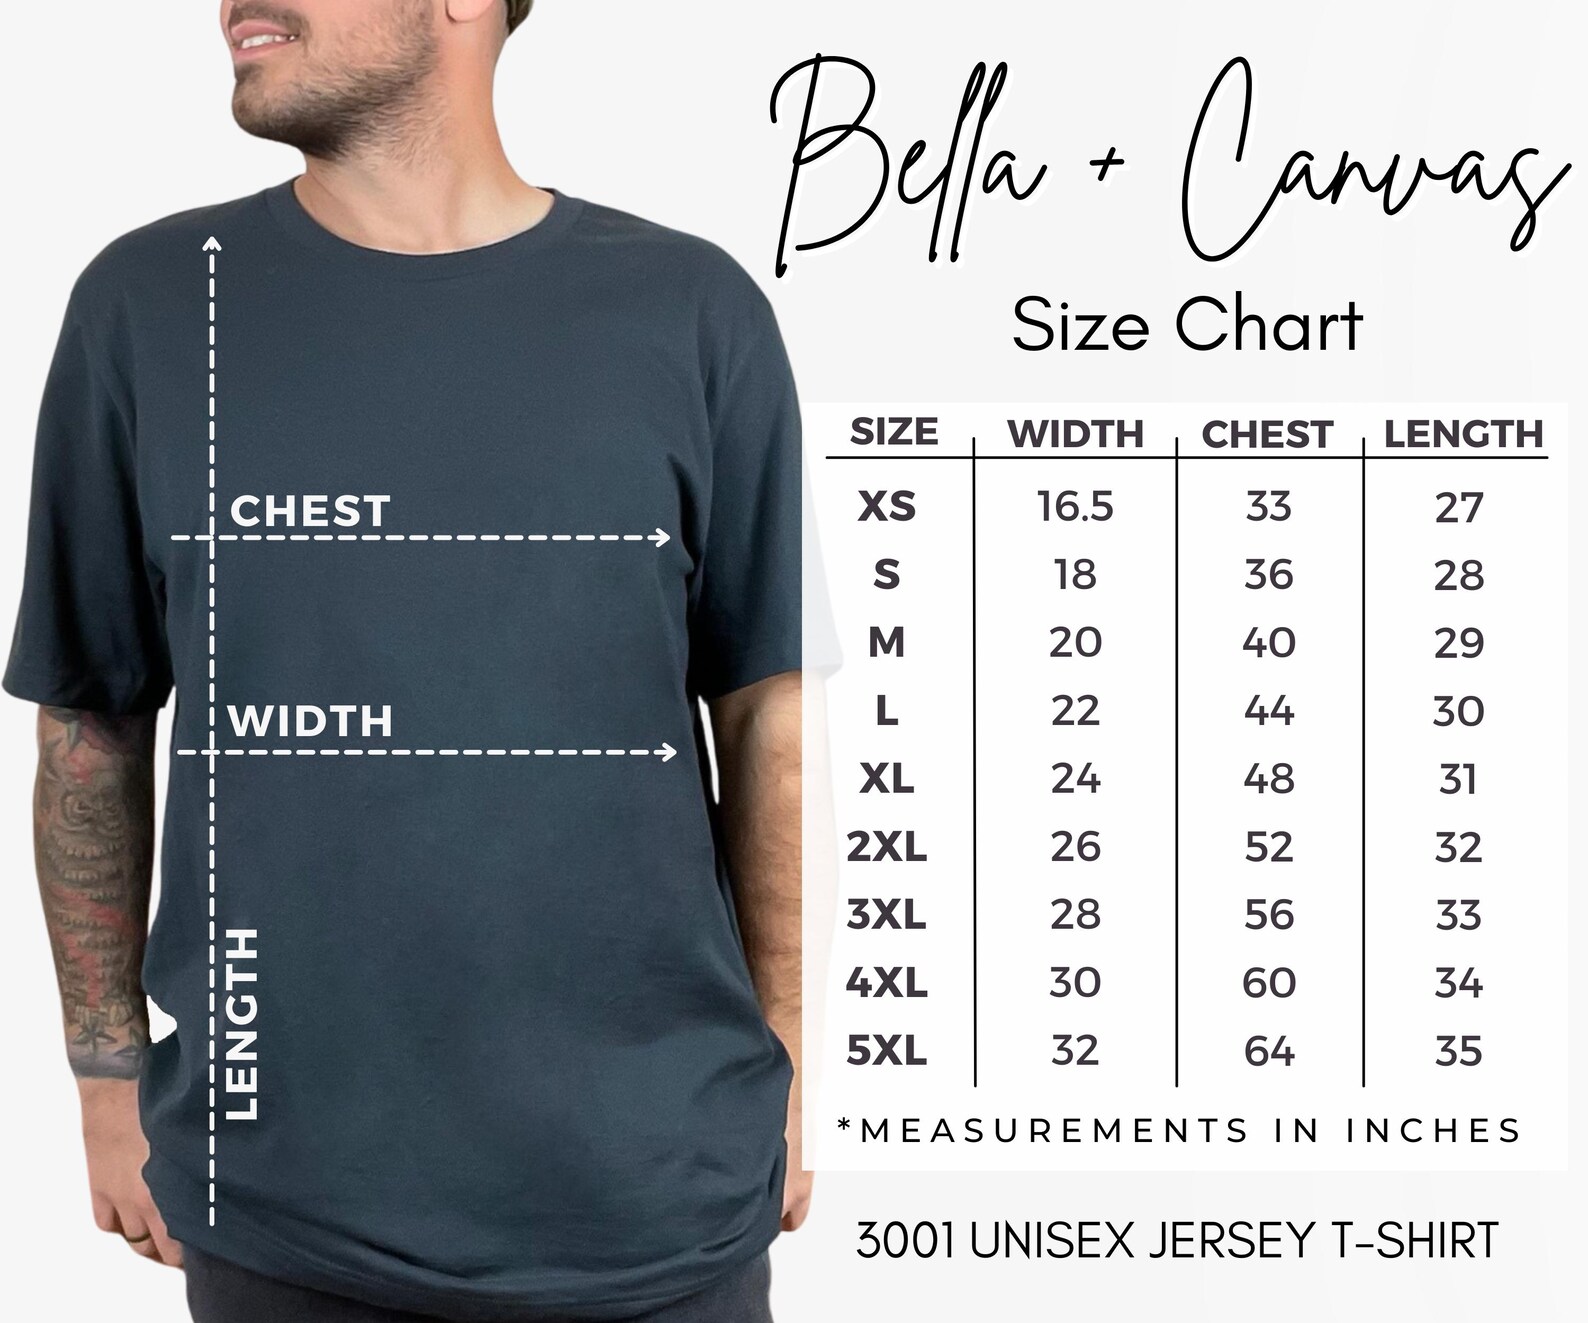 Bella + Canvas
Size Chart
SIZE WIDTH CHEST LENGTH
XS 16.5 33 27
S 18 36 28
M 20 40 29
L 22 44 30
XL 24 48 31
2XL 26 52 32
3XL 28 56 33
4XL 30 60 34
5XL 32 64 35
*MEASUREMENTS IN INCHES
3001 UNISEX JERSEY T-SHIRT
CHEST
WIDTH
LENGTH